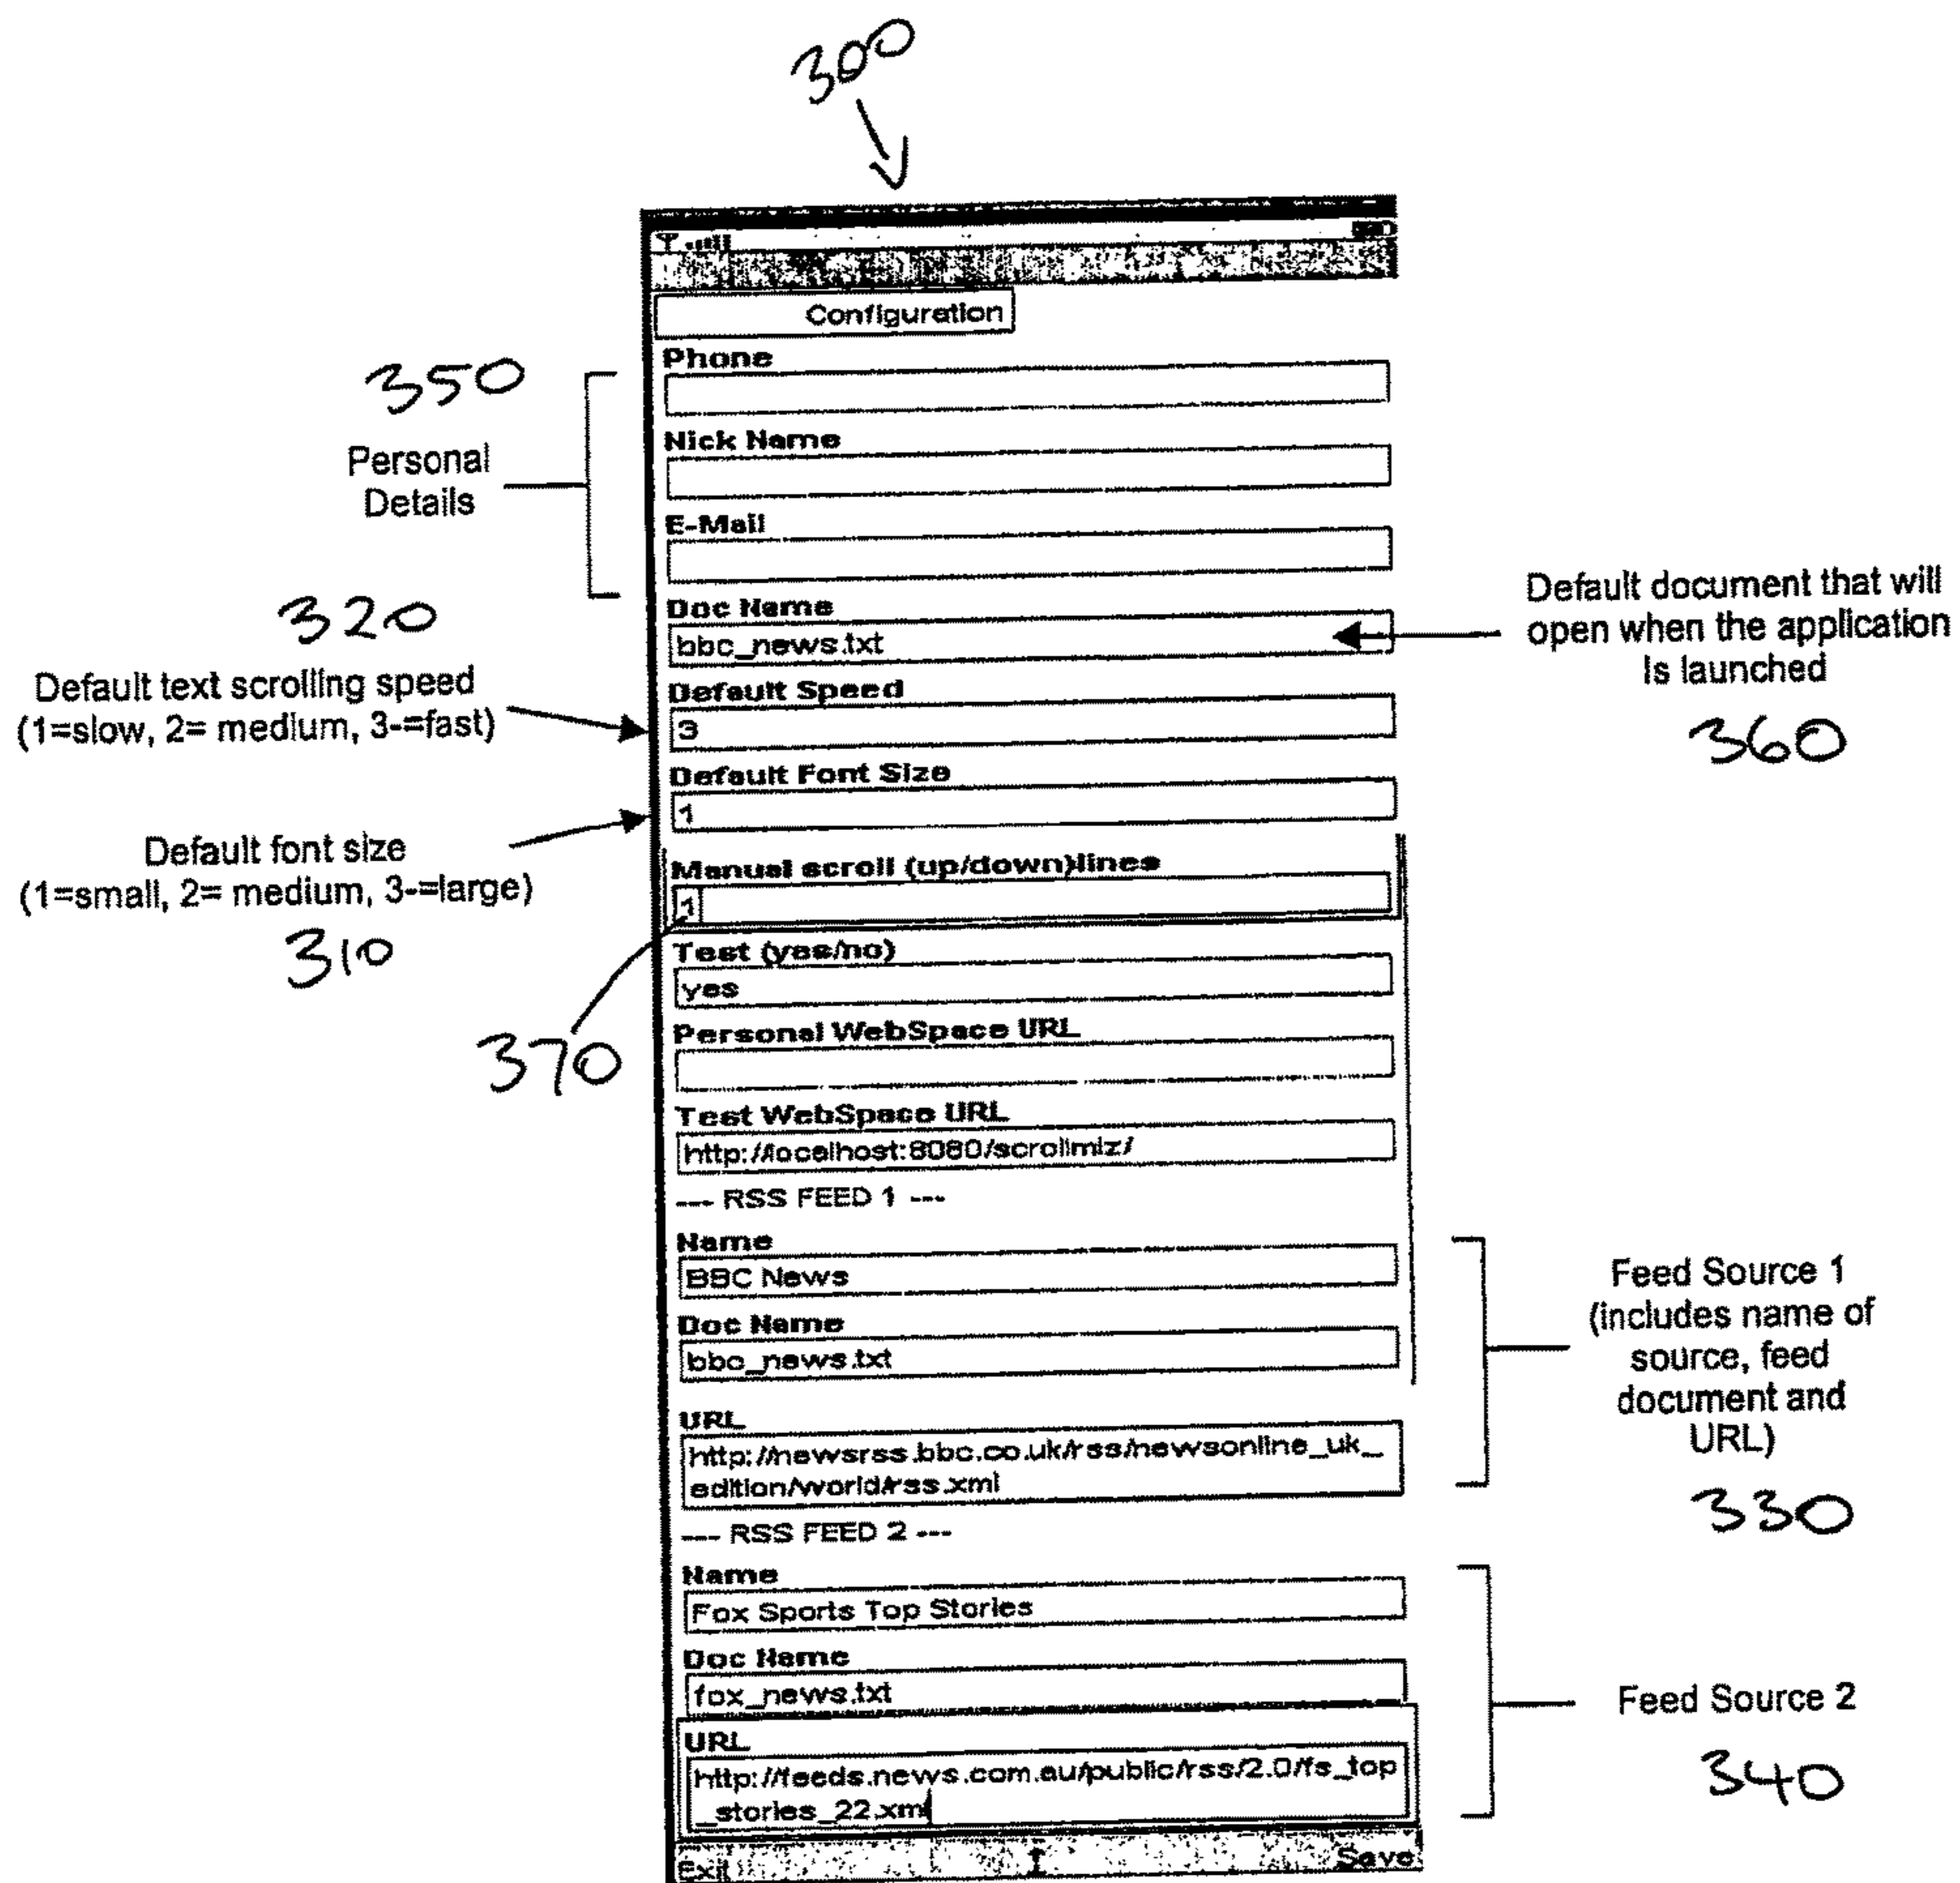 300
Configuration
Phone
350
Nick Name
Personal
Details
E-Mail
320
Doc Name
bbc_news.txt
Default document that will
open when the application
Is launched
360
Default text scrolling speed
(1=slow, 2= medium, 3-=fast)
Default Speed
3
Default Font Size
1
Default font size
(1=small, 2= medium, 3-=large)
310
Manual scroll (up/down)lines
1
370
Test (yes/no)
yes
Personal WebSpace URL
Test WebSpace URL
http://localhost:8080/scrollmiz/
--- RSS FEED 1 ---
Name
BBC News
Doc Name
bbc_news.txt
URL
http://newsrss.bbc.co.uk/rss/newsonline_uk_
edition/world/rss.xml
Feed Source 1
(includes name of
source, feed
document and
URL)
330
--- RSS FEED 2 ---
Name
Fox Sports Top Stories
Doc Name
fox_news.txt
URL
http://feeds.news.com.au/public/rss/2.0/fs_top
_stories_22.xml
Feed Source 2
340
Exit
Save